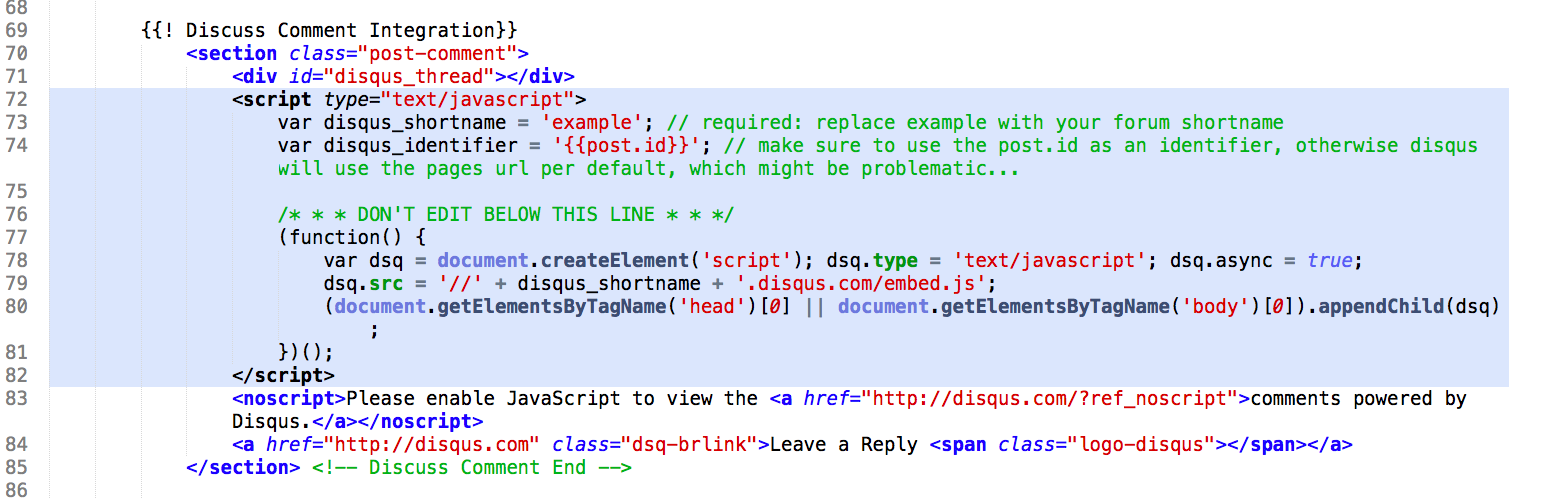 68
69 {{! Discuss Comment Integration}}
70 <section class="post-comment">
71 <div id="disqus_thread"></div>
72 <script type="text/javascript">
73 var disqus_shortname = 'example'; // required: replace example with your forum shortname
74 var disqus_identifier = '{{post.id}}'; // make sure to use the post.id as an identifier, otherwise disqus
will use the pages url per default, which might be problematic...
75
76 /* * * DON'T EDIT BELOW THIS LINE * * */
77 (function() {
78 var dsq = document.createElement('script'); dsq.type = 'text/javascript'; dsq.async = true;
79 dsq.src = '//' + disqus_shortname + '.disqus.com/embed.js';
80 (document.getElementsByTagName('head')[0] || document.getElementsByTagName('body')[0]).appendChild(dsq)
;
81 })();
82 </script>
83 <noscript>Please enable JavaScript to view the <a href="http://disqus.com/?ref_noscript">comments powered by
Disqus.</a></noscript>
84 <a href="http://disqus.com" class="dsq-brlink">Leave a Reply <span class="logo-disqus"></span></a>
85 </section> <!-- Discuss Comment End -->
86